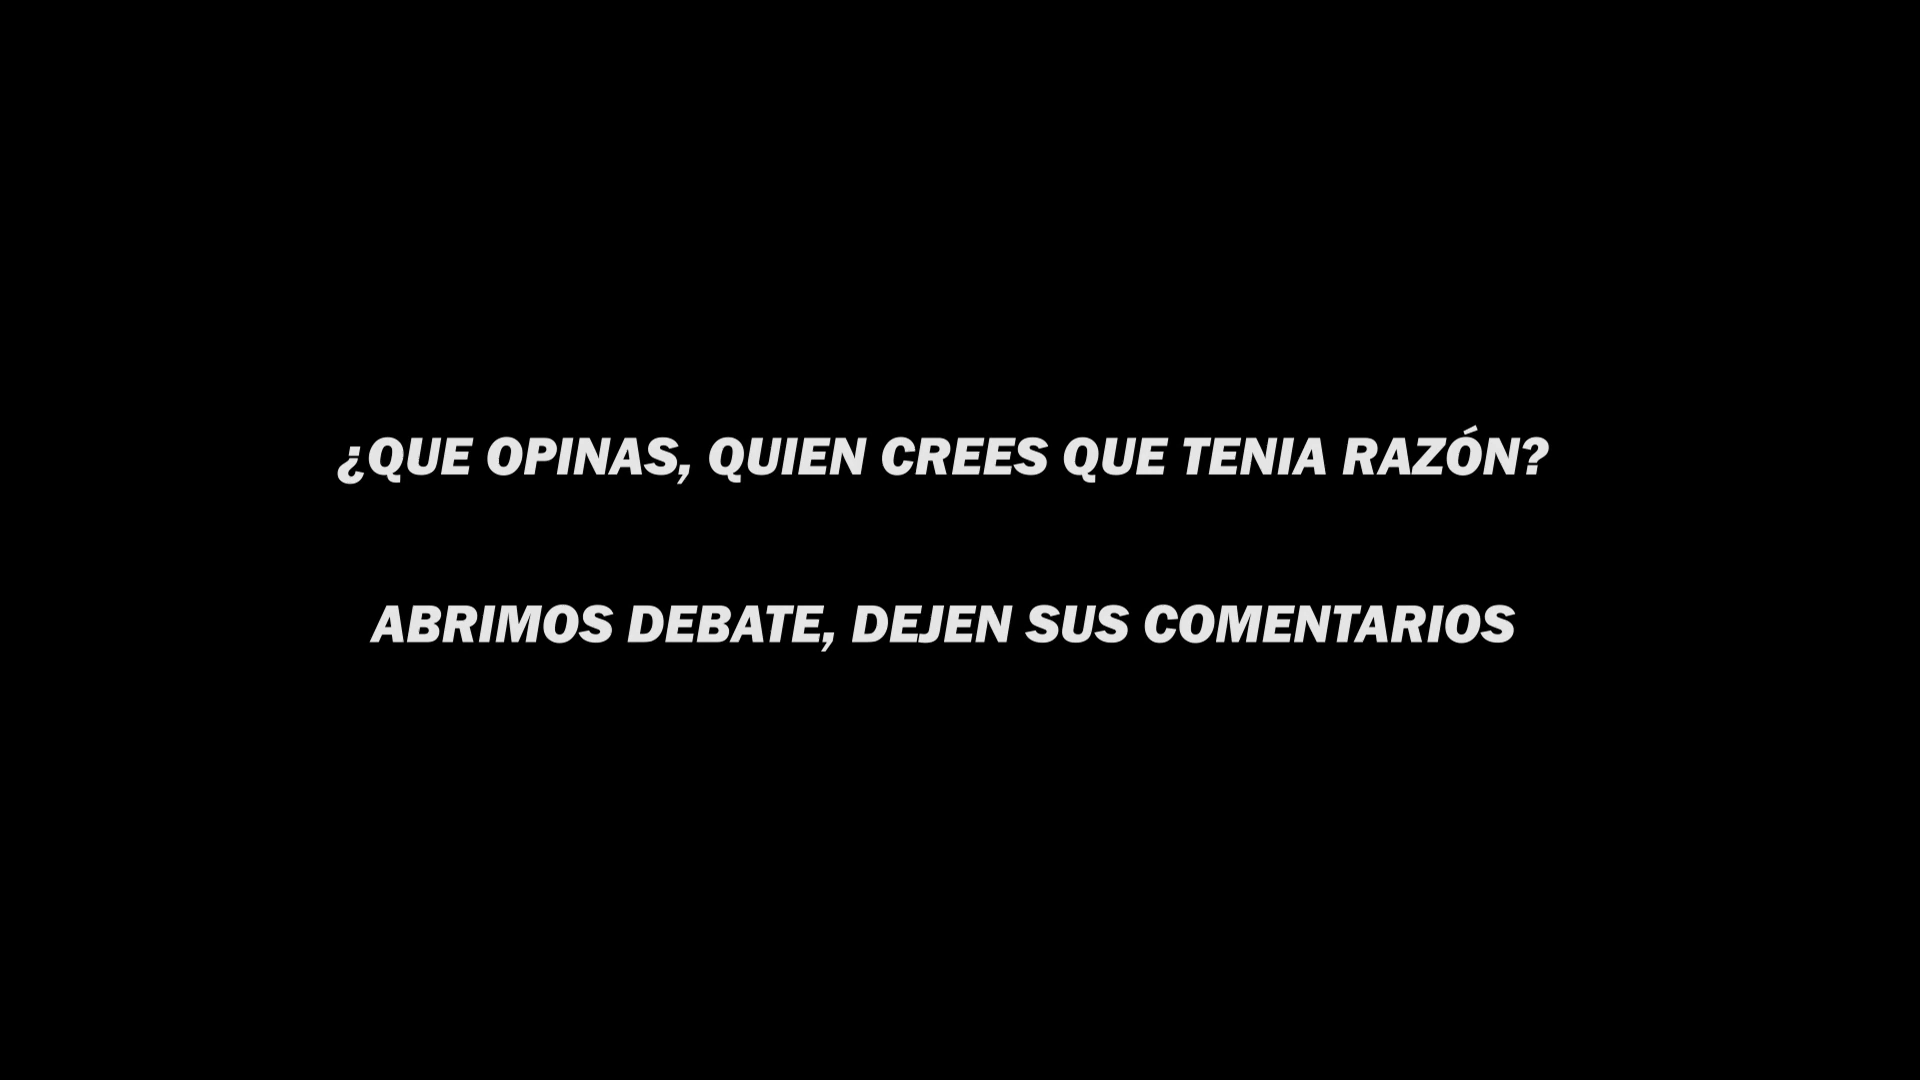 ¿QUE OPINAS, QUIEN CREES QUE TENIA RAZÓN?
ABRIMOS DEBATE, DEJEN SUS COMENTARIOS